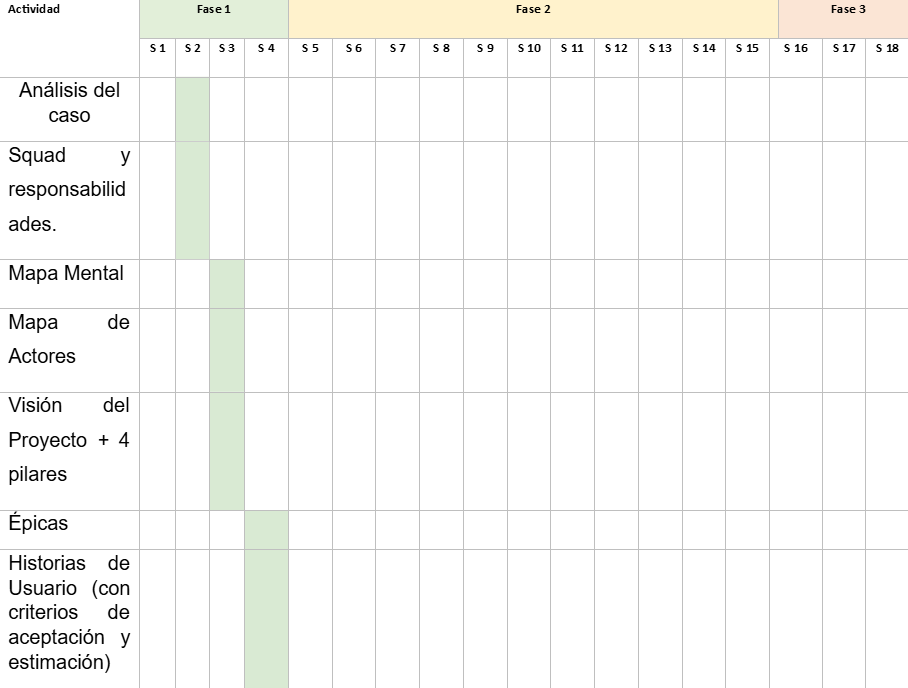 Actividad
Fase 1
Fase 2
Fase 3
S 1
S 2
S 3
S 4
S 5
S 6
S 7
S 8
S 9
S 10
S 11
S 12
S 13
S 14
S 15
S 16
S 17
S 18
Análisis del
caso
Squad y
responsabilid
ades.
Mapa Mental
Mapa de
Actores
Visión del
Proyecto + 4
pilares
Épicas
Historias de
Usuario (con
criterios de
aceptación y
estimación)